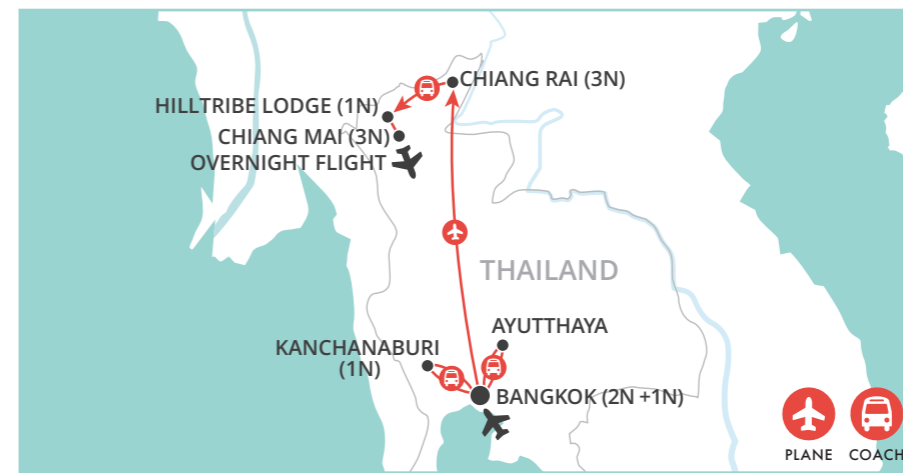 CHIANG RAI (3N)
HILLTRIBE LODGE (1N)
CHIANG MAI (3N)
OVERNIGHT FLIGHT
THAILAND
AYUTTHAYA
KANCHANABURI
(1N)
BANGKOK (2N +1N)
PLANE COACH